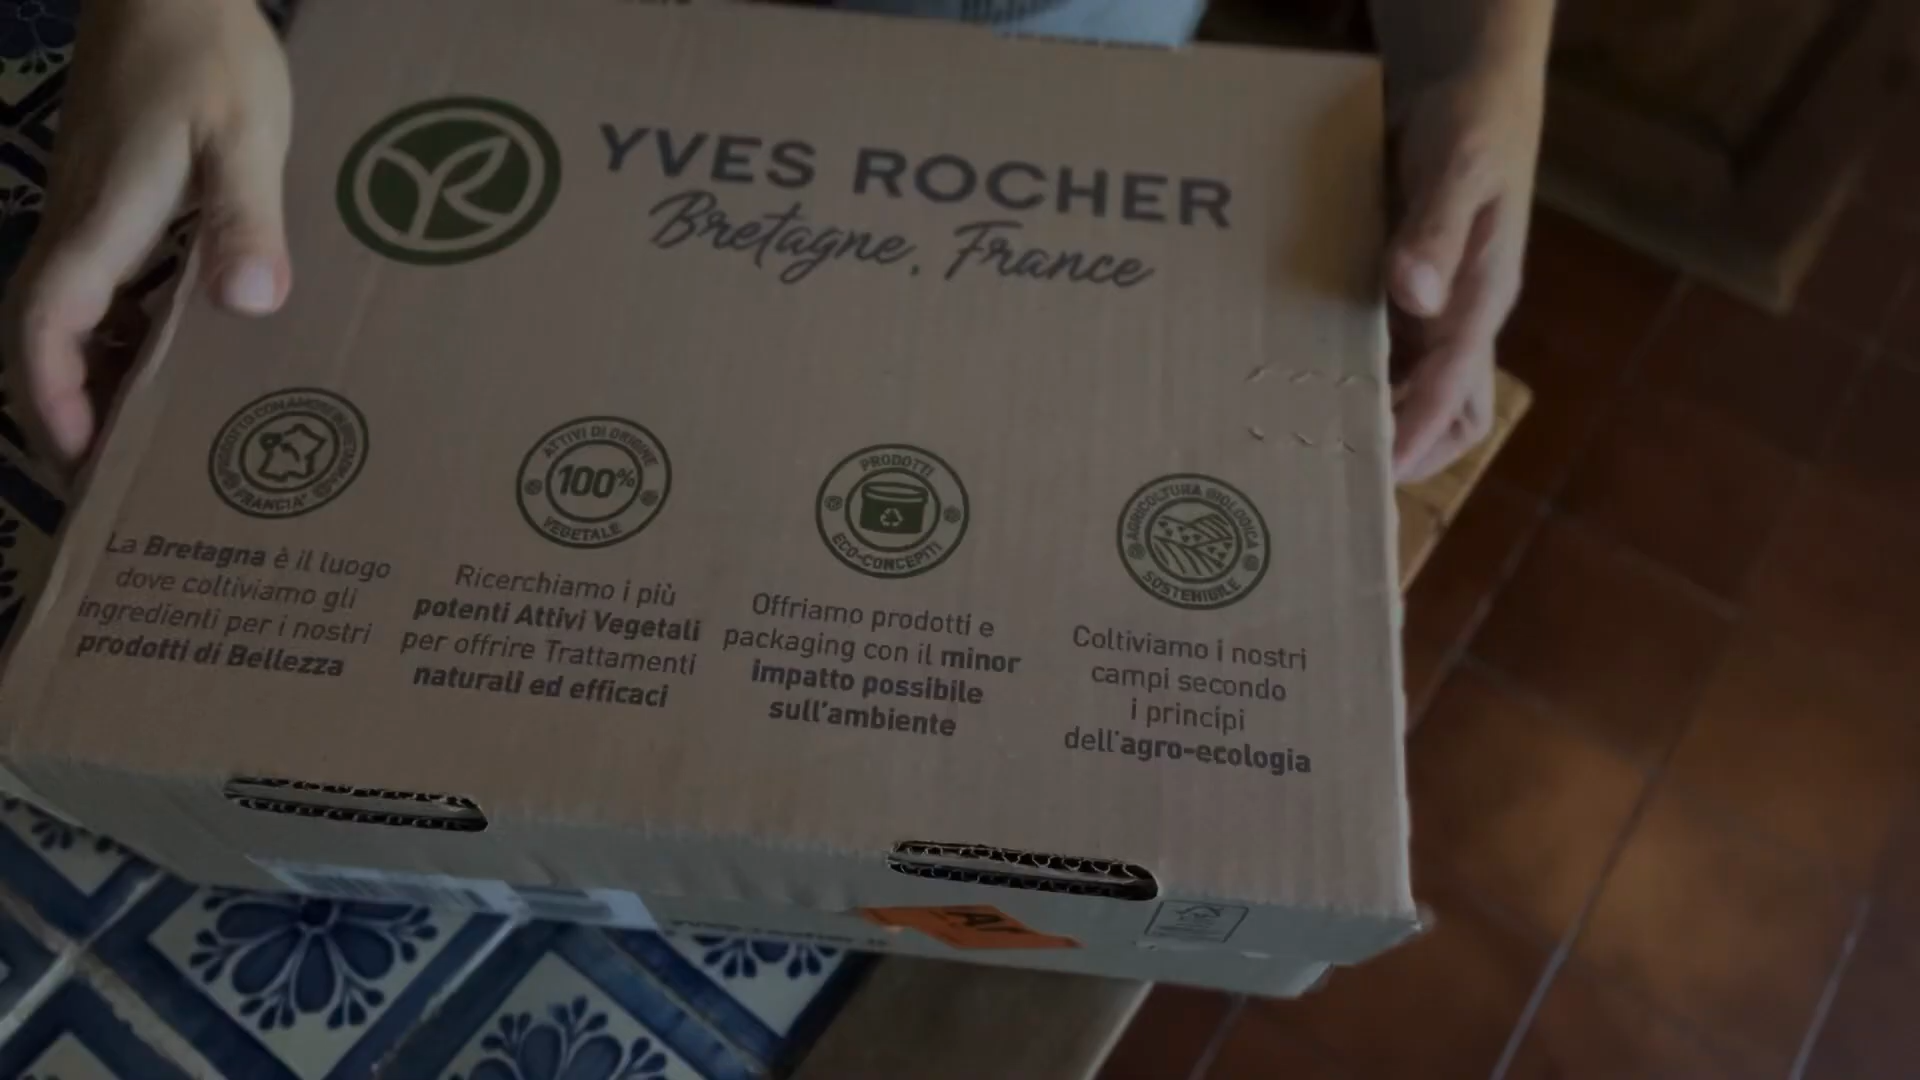 YVES ROCHER
Bretagne, France
FRANCIA
La Bretagna è il luogo
dove coltiviamo gli
ingredienti per i nostri
prodotti di Bellezza
ATTIVI DI ORIGINE
100%
VEGETALE
Ricerchiamo i più
potenti Attivi Vegetali
per offrire Trattamenti
naturali ed efficaci
PRODOTTI
ECO-CONCEPITI
Offriamo prodotti e
packaging con il minor
impatto possibile
sull'ambiente
AGRICOLTURA BIOLOGICA
SOSTENIBILE
Coltiviamo i nostri
campi secondo
i principi
dell'agro-ecologia